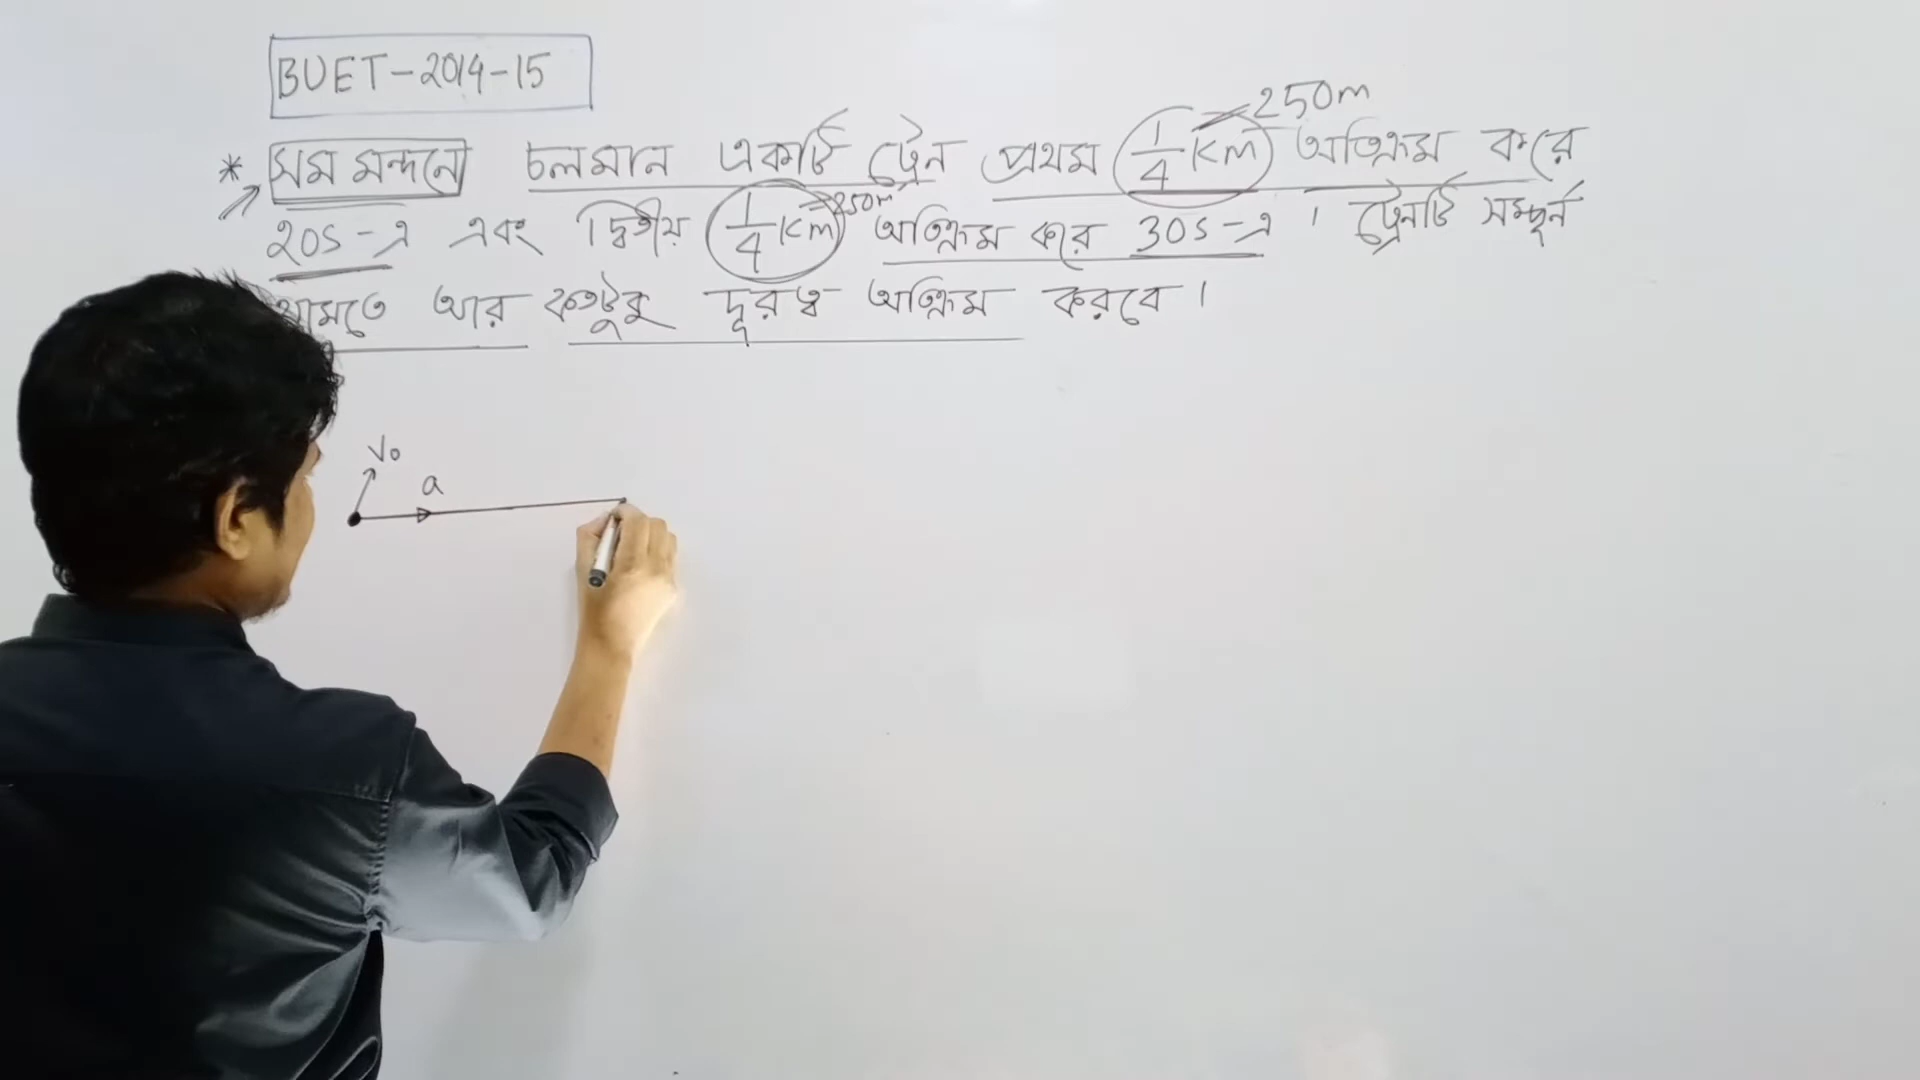 BUET-2014-15
= 250m
* সম মন্দনে চলমান একটি ট্রেন প্রথম 1/4 km অতিক্রম করে
= 250m
20s-এ এবং দ্বিতীয় 1/4 km অতিক্রম করে 30s-এ । ট্রেনটি সম্পূর্ন
থামতে আর কতটুকু দূরত্ব অতিক্রম করবে ।
V₀
a